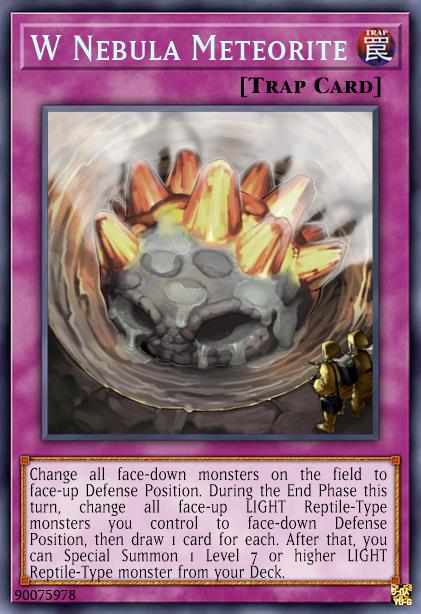 W Nebula Meteorite
TRAP
罠
[Trap Card]
Change all face-down monsters on the field to
face-up Defense Position. During the End Phase this
turn, change all face-up LIGHT Reptile-Type
monsters you control to face-down Defense
Position, then draw 1 card for each. After that, you
can Special Summon 1 Level 7 or higher LIGHT
Reptile-Type monster from your Deck.
90075978